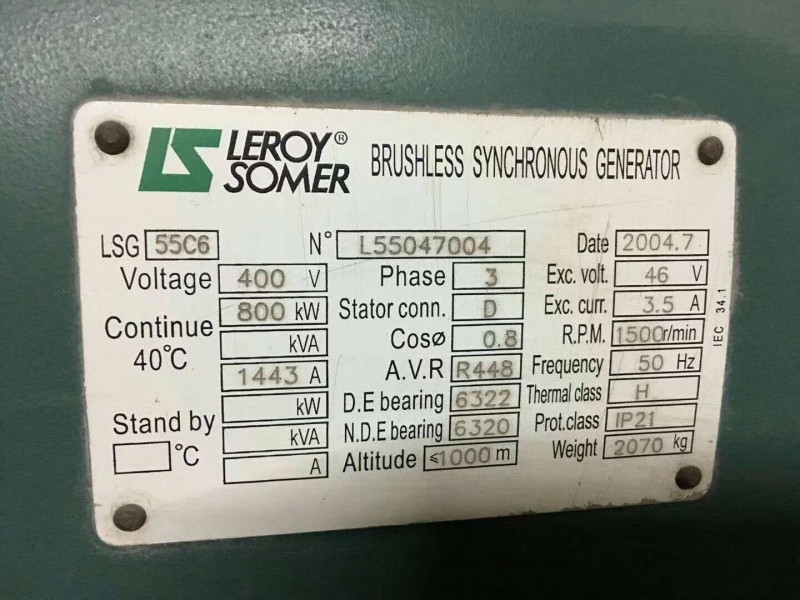 LS LEROY® SOMER BRUSHLESS SYNCHRONOUS GENERATOR
LSG 55C6 N° L55047004 Date 2004.7
Voltage 400 V Phase 3 Exc. volt. 46 V
Continue 40°C 800 kW Stator conn. D Exc. curr. 3.5 A
kVA Cosø 0.8 R.P.M. 1500r/min
1443 A A.V.R R448 Frequency 50 Hz
Stand by kW D.E bearing 6322 Thermal class H
°C kVA N.D.E bearing 6320 Prot.class IP21
A Altitude ≤1000 m Weight 2070 kg
IEC 34.1